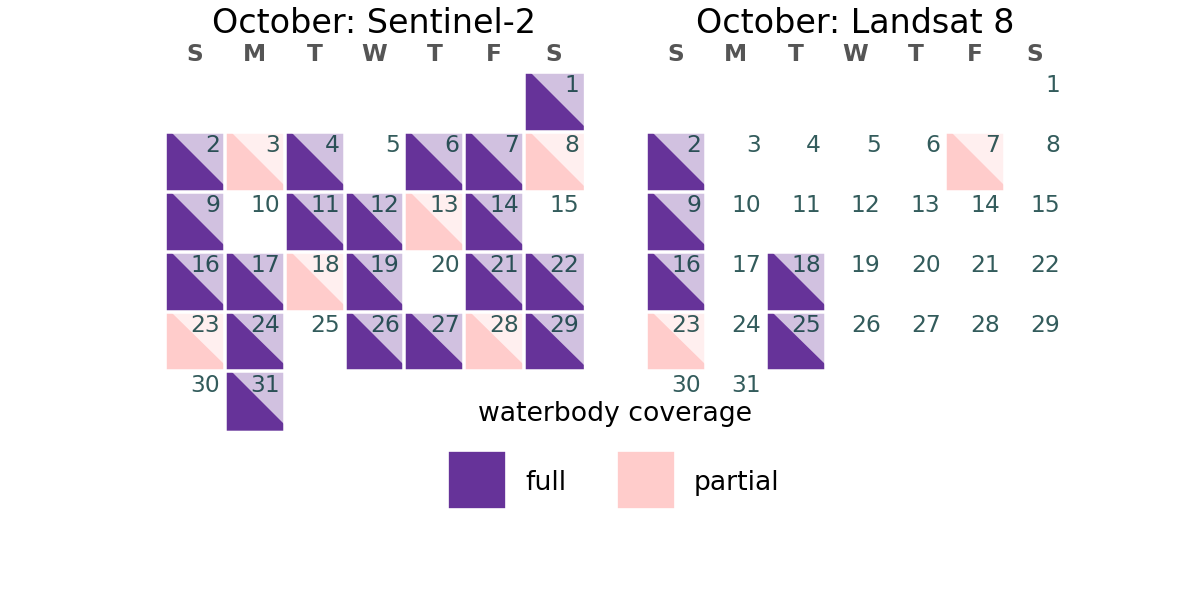 October: Sentinel-2
S M T W T F S
1
2 3 4 5 6 7 8
9 10 11 12 13 14 15
16 17 18 19 20 21 22
23 24 25 26 27 28 29
30 31
October: Landsat 8
S M T W T F S
1
2 3 4 5 6 7 8
9 10 11 12 13 14 15
16 17 18 19 20 21 22
23 24 25 26 27 28 29
30 31
waterbody coverage
full partial